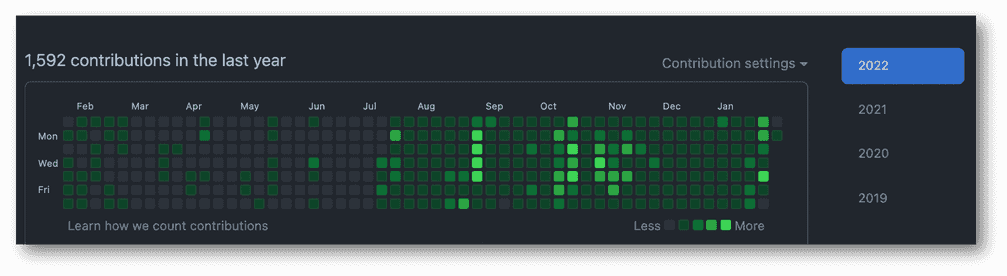 1,592 contributions in the last year
Contribution settings
Feb Mar Apr May Jun Jul Aug Sep Oct Nov Dec Jan
Mon
Wed
Fri
Learn how we count contributions
Less More
2022
2021
2020
2019